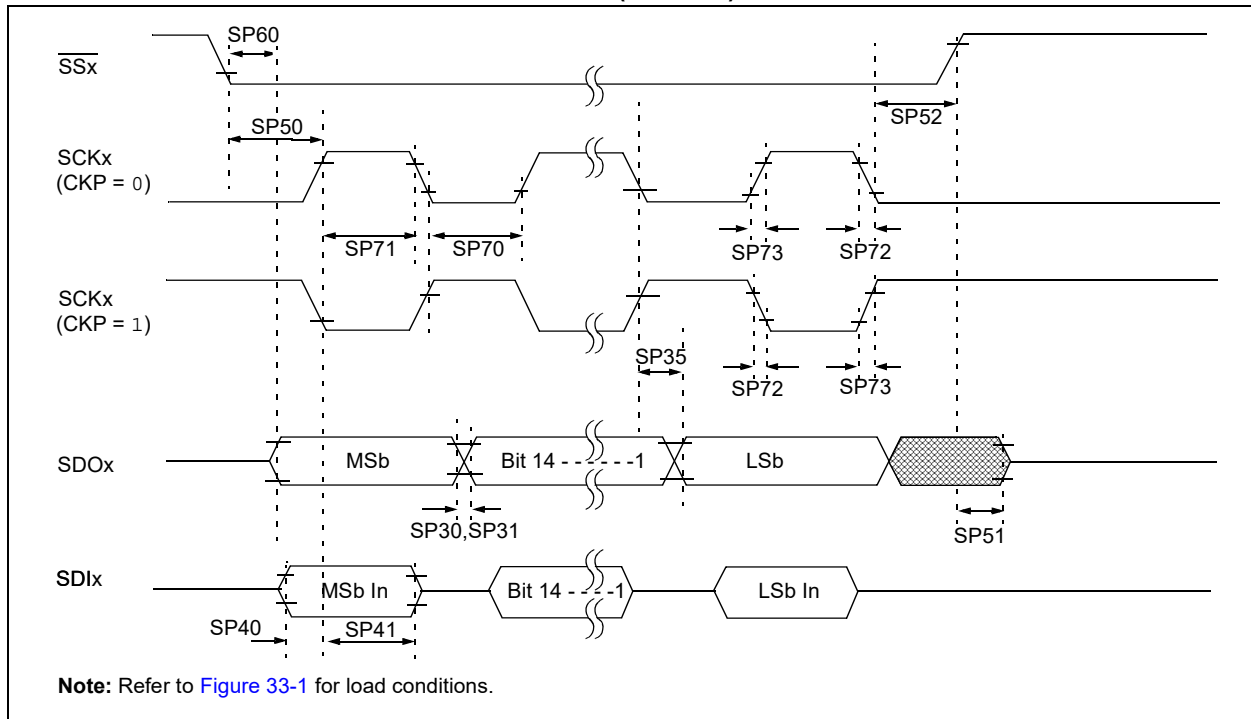 SP60
SSx
SP50
SP52
SCKx
(CKP = 0)
SP71
SP70
SP73
SP72
SCKx
(CKP = 1)
SP35
SP72
SP73
SDOx
MSb
Bit 14 - - - - - -1
LSb
SP30,SP31
SP51
SDIx
MSb In
Bit 14 - - - -1
LSb In
SP40
SP41
Note: Refer to Figure 33-1 for load conditions.